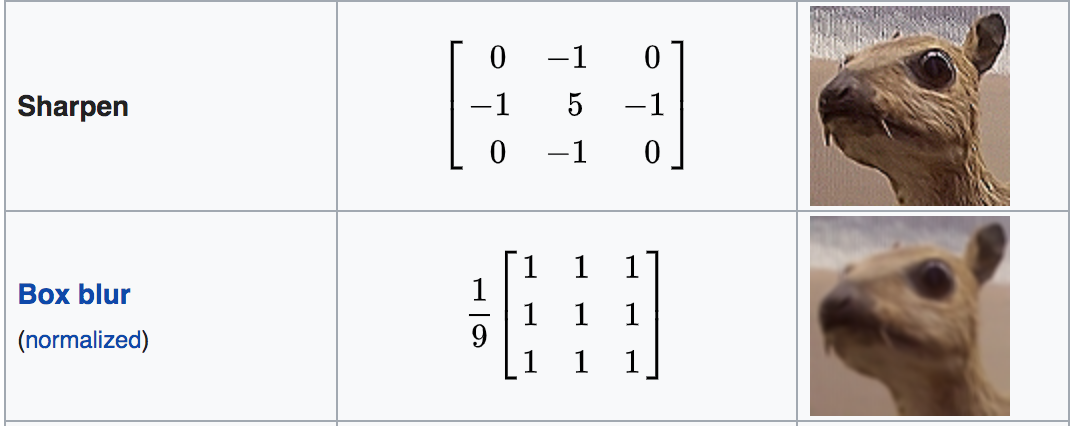 Sharpen
0 −1 0
−1 5 −1
0 −1 0
Box blur
(normalized)
1
9
1 1 1
1 1 1
1 1 1